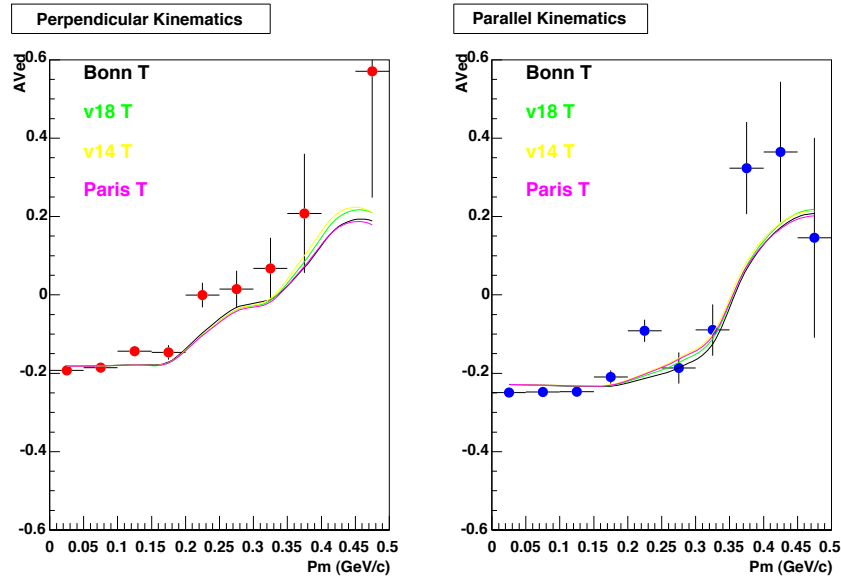 Perpendicular Kinematics
AVed
0.6
0.4
0.2
0
-0.2
-0.4
-0.6
Bonn T
v18 T
v14 T
Paris T
0 0.05 0.1 0.15 0.2 0.25 0.3 0.35 0.4 0.45 0.5
Pm (GeV/c)
Parallel Kinematics
AVed
0.6
0.4
0.2
0
-0.2
-0.4
-0.6
Bonn T
v18 T
v14 T
Paris T
0 0.05 0.1 0.15 0.2 0.25 0.3 0.35 0.4 0.45 0.5
Pm (GeV/c)